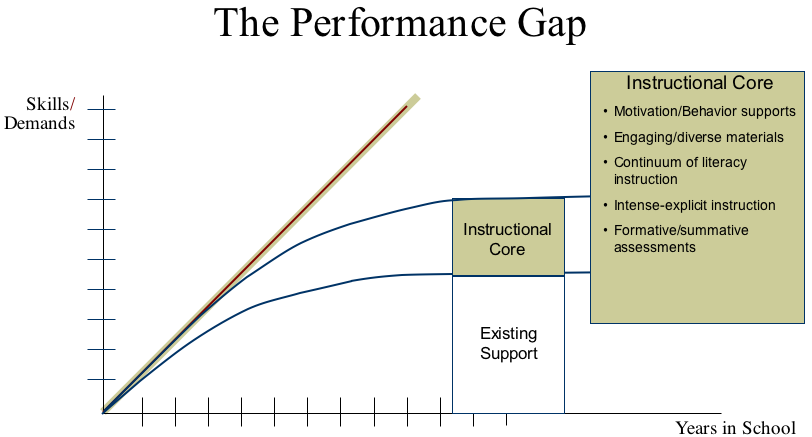 The Performance Gap
Skills/
Demands
Instructional Core
• Motivation/Behavior supports
• Engaging/diverse materials
• Continuum of literacy
instruction
• Intense-explicit instruction
• Formative/summative
assessments
Instructional
Core
Existing
Support
Years in School